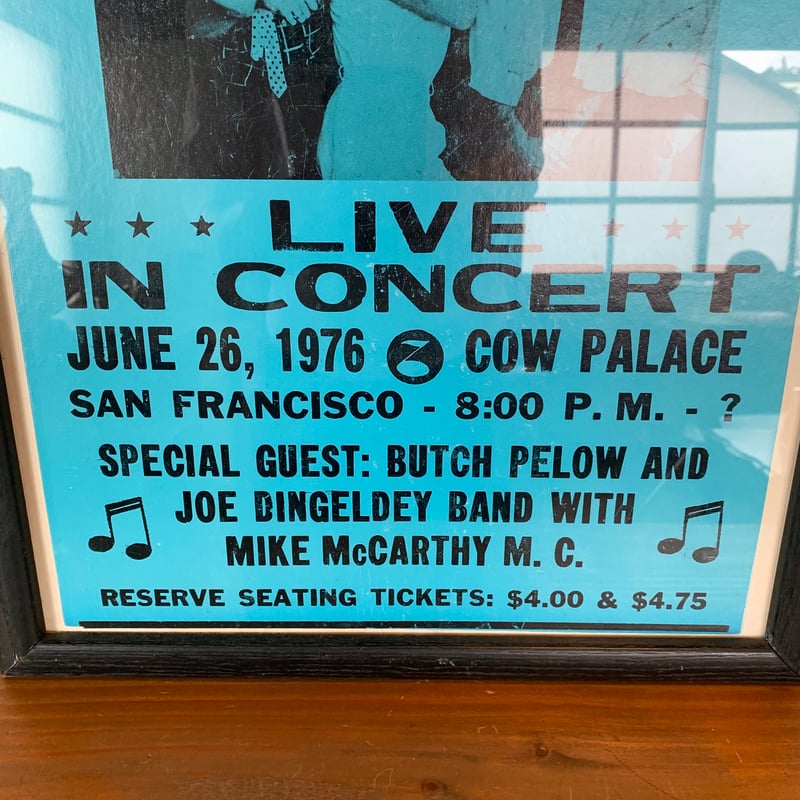 LIVE
IN CONCERT
JUNE 26, 1976 COW PALACE
SAN FRANCISCO - 8:00 P. M. - ?
SPECIAL GUEST: BUTCH PELOW AND
JOE DINGELDEY BAND WITH
MIKE McCARTHY M. C.
RESERVE SEATING TICKETS: $4.00 & $4.75